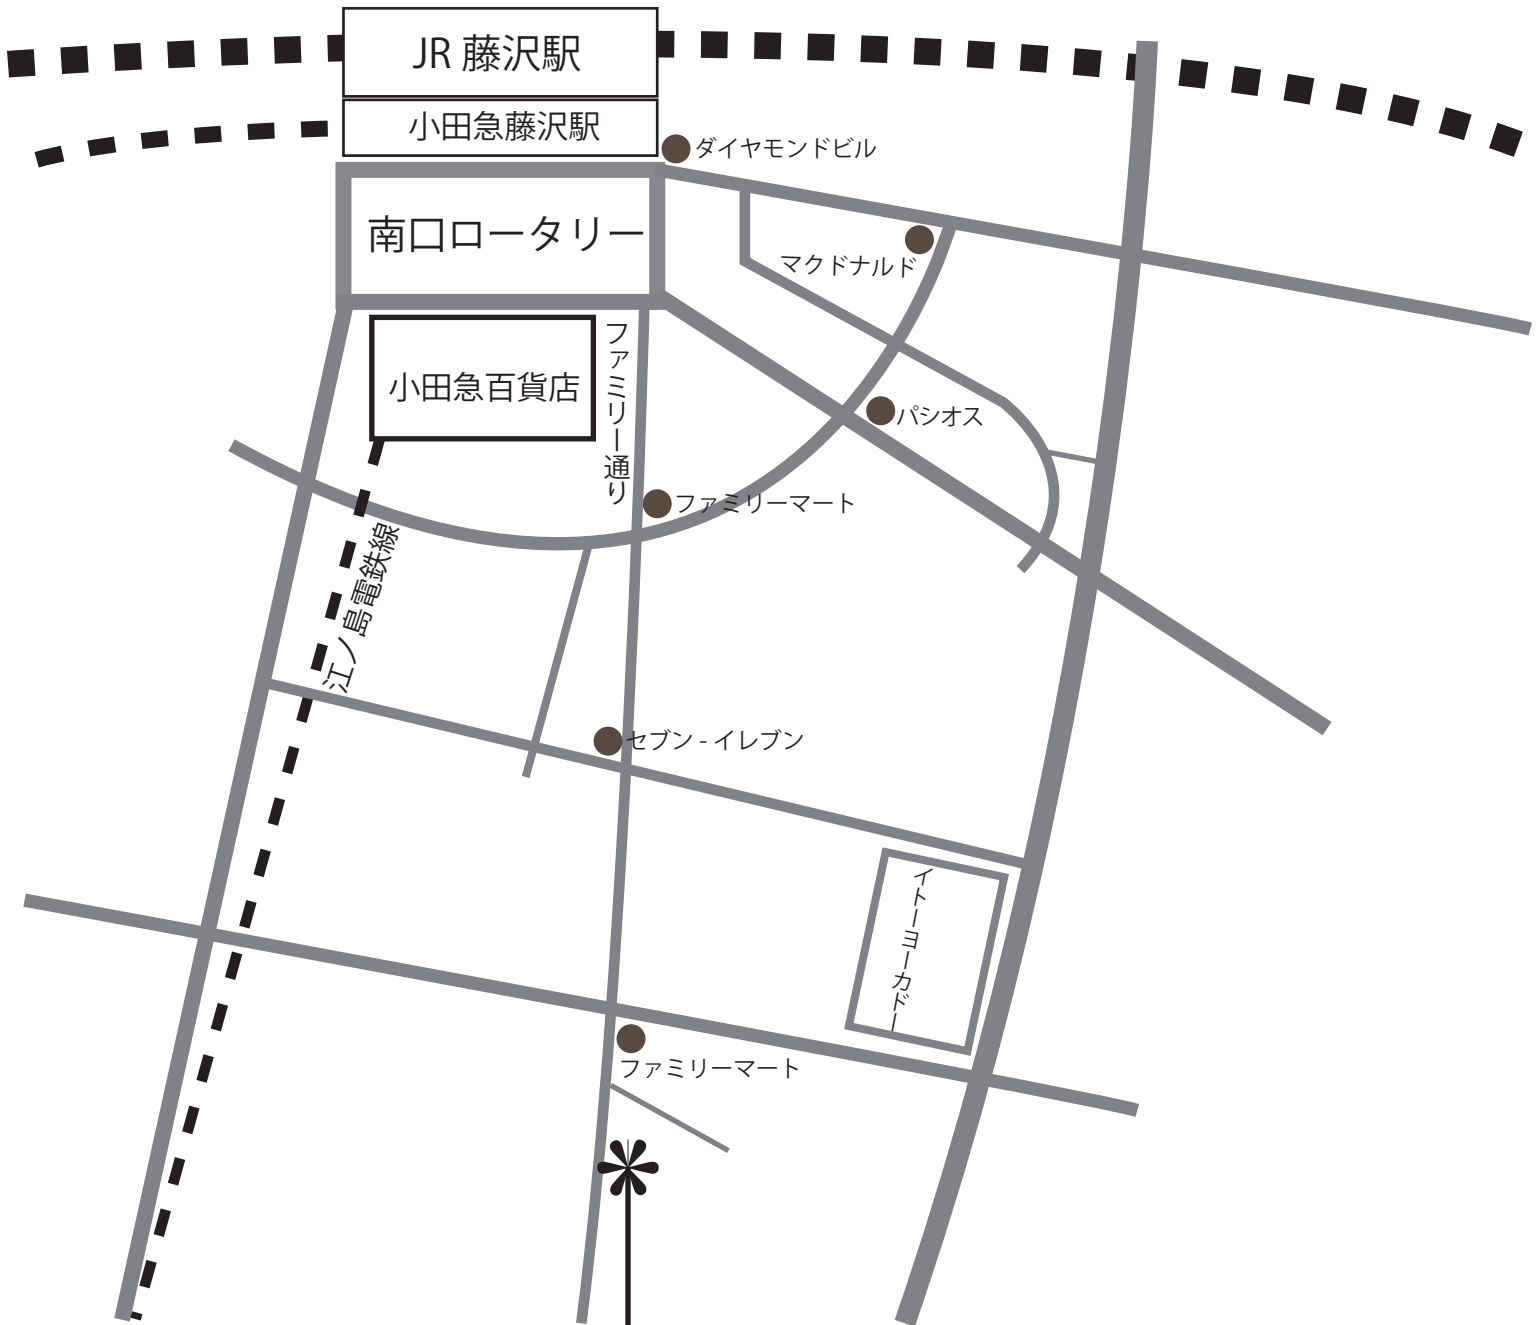 JR 藤沢駅
小田急藤沢駅
ダイヤモンドビル
南口ロータリー
マクドナルド
小田急百貨店
ファミリー通り
パシオス
ファミリーマート
江ノ島電鉄線
セブン - イレブン
イトーヨーカドー
ファミリーマート